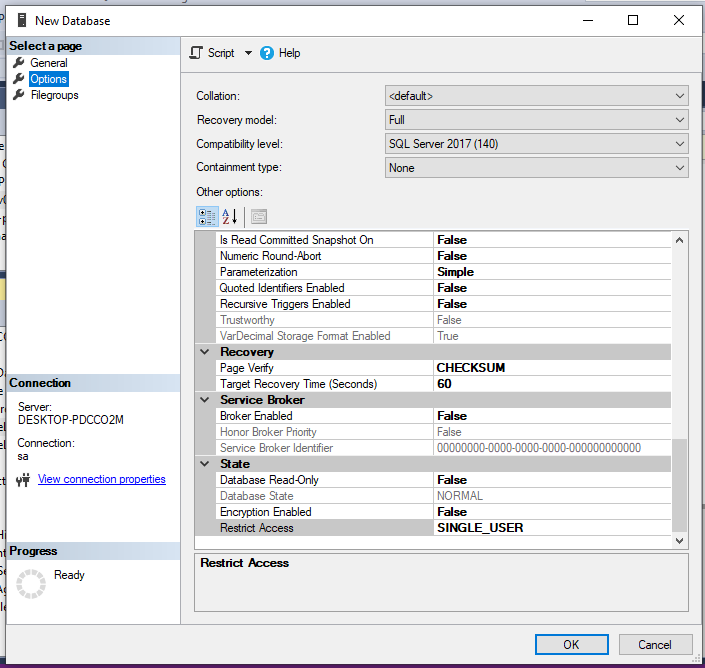 New Database
Select a page
General
Options
Filegroups
Script
Help
Collation: <default>
Recovery model: Full
Compatibility level: SQL Server 2017 (140)
Containment type: None
Other options:
Is Read Committed Snapshot On False
Numeric Round-Abort False
Parameterization Simple
Quoted Identifiers Enabled False
Recursive Triggers Enabled False
Trustworthy False
VarDecimal Storage Format Enabled True
Recovery
Page Verify CHECKSUM
Target Recovery Time (Seconds) 60
Service Broker
Broker Enabled False
Honor Broker Priority False
Service Broker Identifier 00000000-0000-0000-0000-000000000000
State
Database Read-Only False
Database State NORMAL
Encryption Enabled False
Restrict Access SINGLE_USER
Restrict Access
Connection
Server:
DESKTOP-PDCCO2M
Connection:
sa
View connection properties
Progress
Ready
OK
Cancel